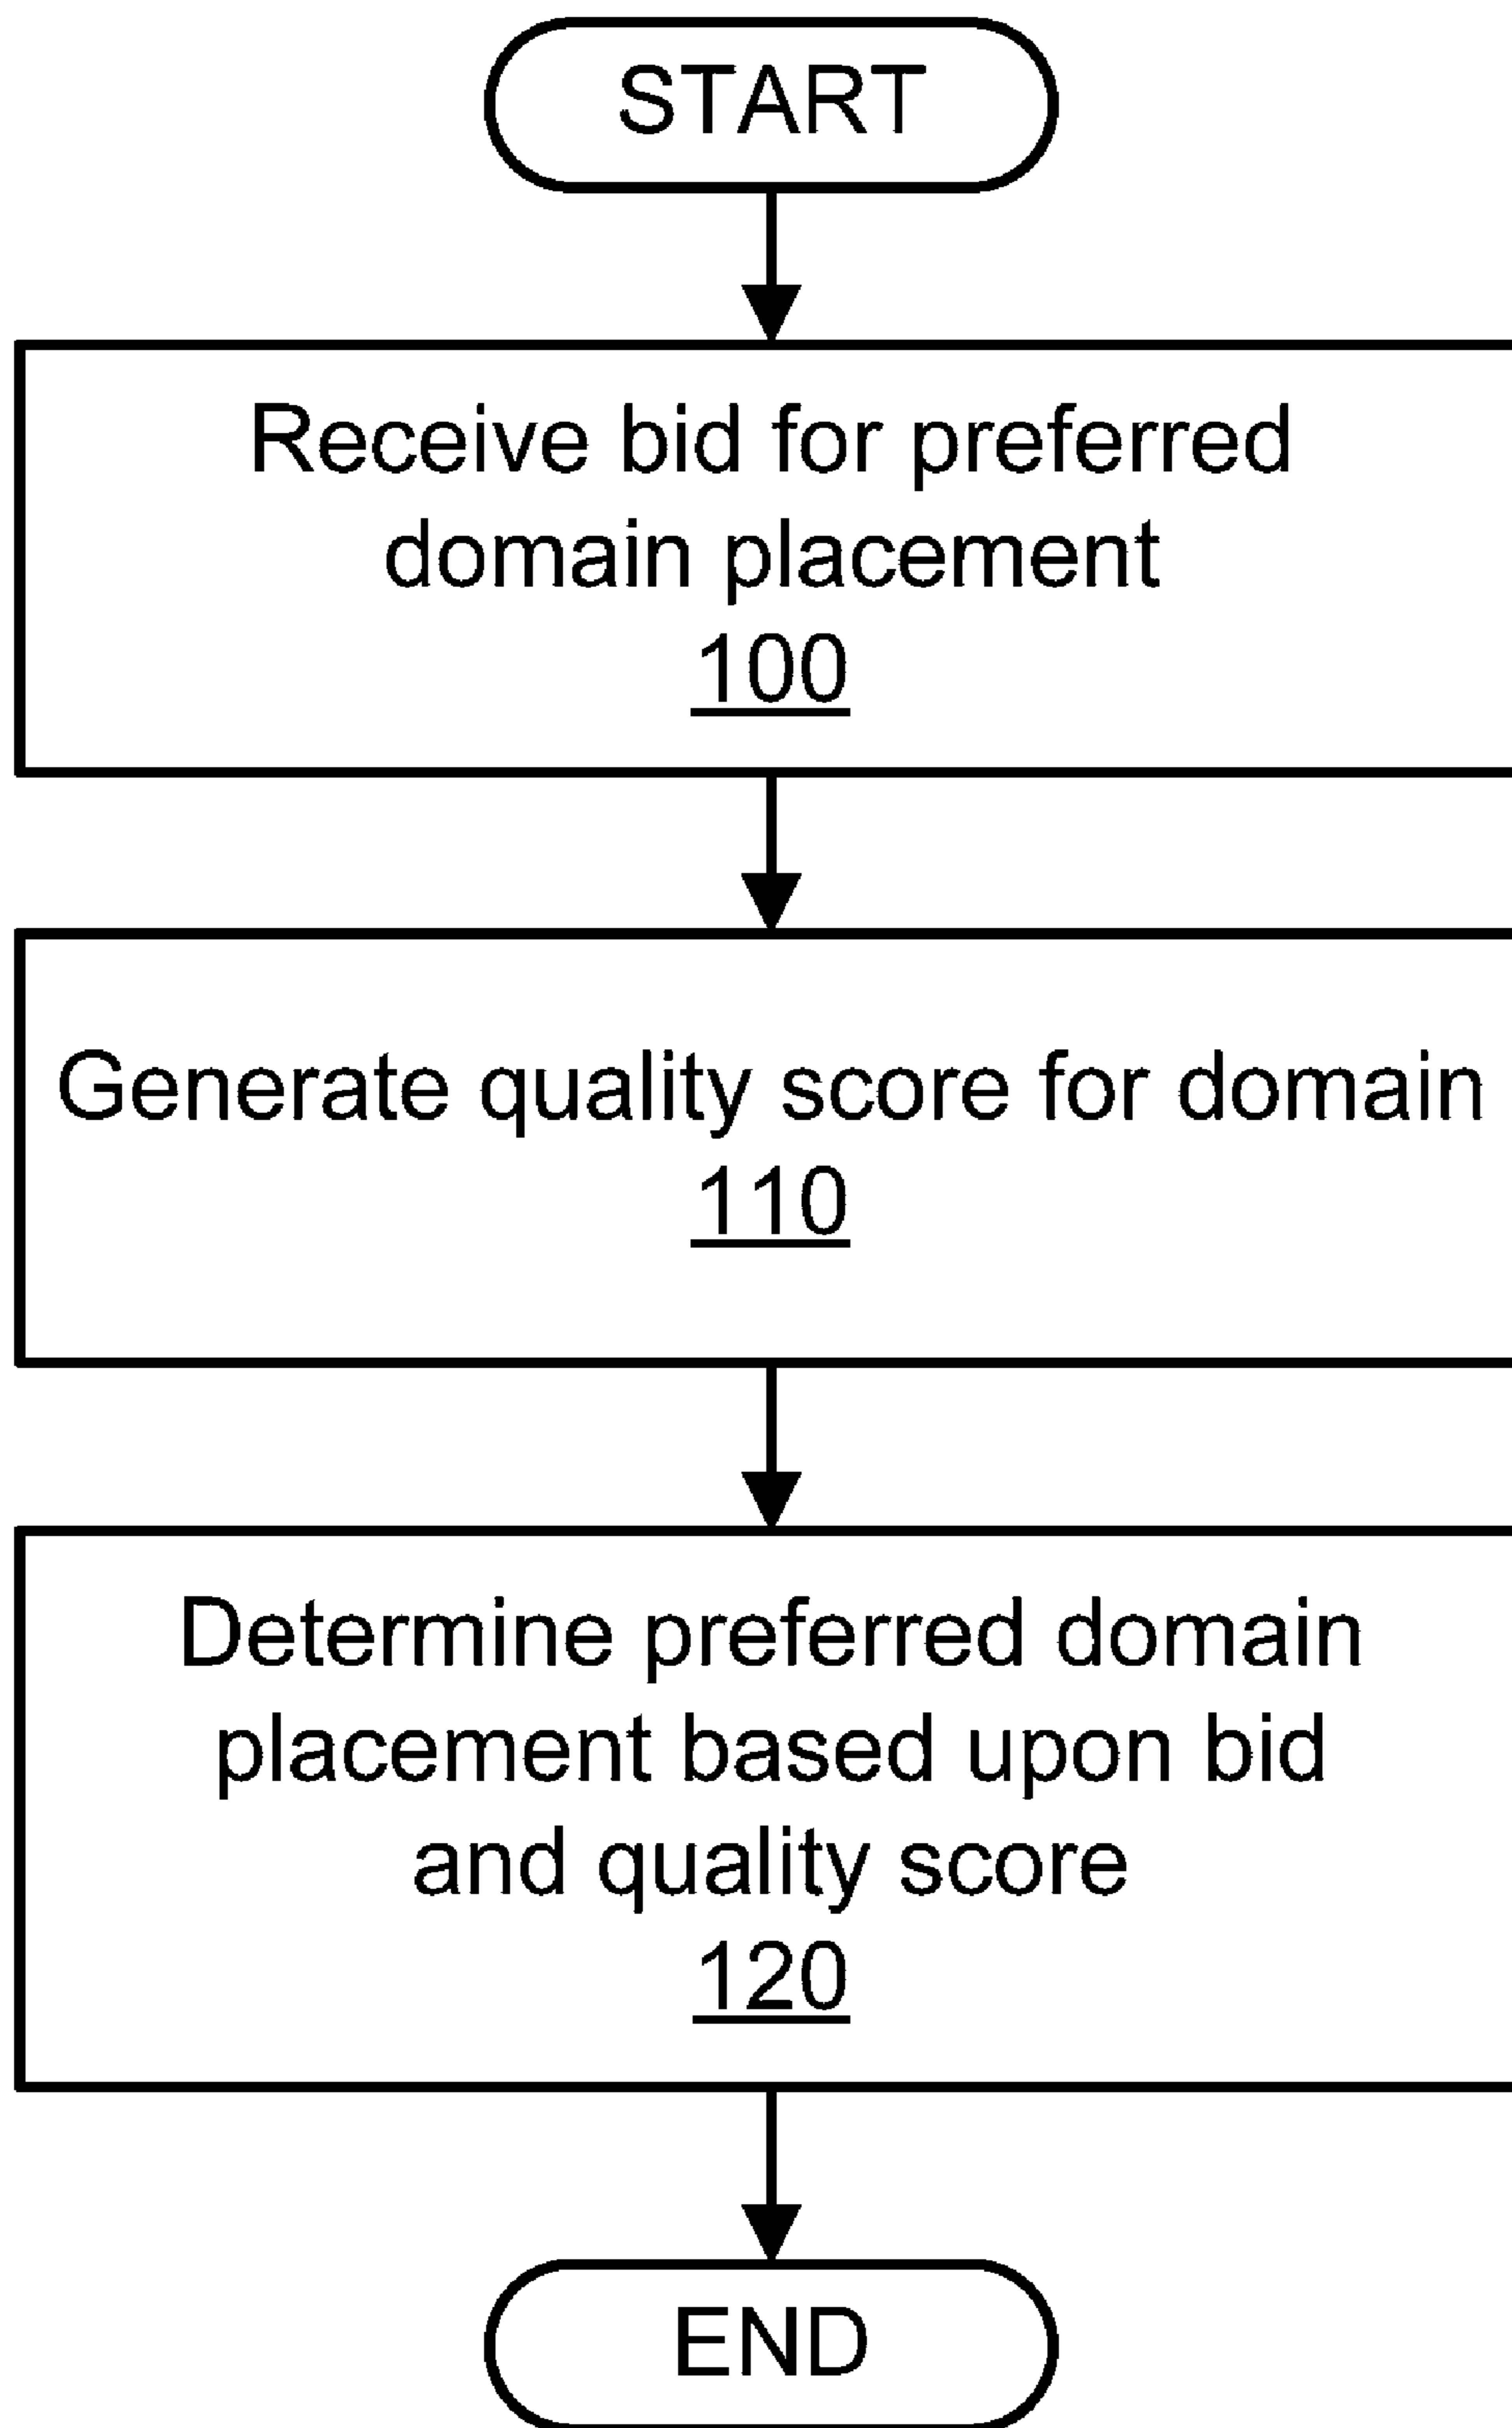 START
Receive bid for preferred
domain placement
100
Generate quality score for domain
110
Determine preferred domain
placement based upon bid
and quality score
120
END